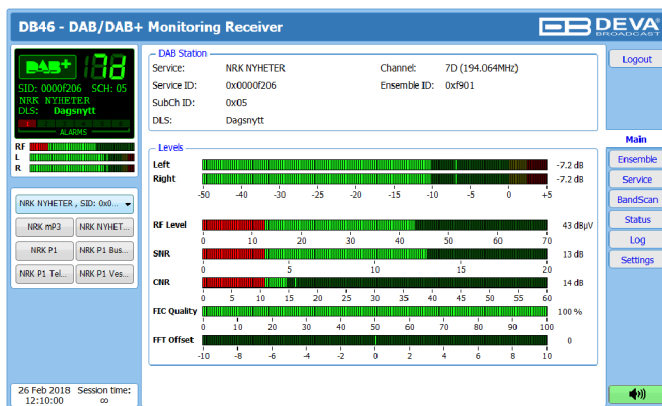 DB46 - DAB/DAB+ Monitoring Receiver
DB DEVA
BROADCAST
DAB+ 7d
SID: 0000f206 SCH: 05
NRK NYHETER
DLS: Dagsnytt
ALARMS
RF
L
R
NRK NYHETER , SID: 0x0...
NRK mP3 NRK NYHET...
NRK P1 NRK P1 Bus...
NRK P1 Tel... NRK P1 Ves...
26 Feb 2018 Session time:
12:10:00 ∞
DAB Station
Service: NRK NYHETER Channel: 7D (194.064MHz)
Service ID: 0x0000f206 Ensemble ID: 0xf901
SubCh ID: 0x05
DLS: Dagsnytt
Levels
Left -7.2 dB
Right -7.2 dB
-50 -40 -30 -25 -20 -15 -10 -5 0 +5
RF Level 43 dBµV
0 10 20 30 40 50 60 70
SNR 13 dB
0 5 10 15 20
CNR 14 dB
0 5 10 15 20 25 30 35 40 45 50 55 60
FIC Quality 100 %
0 10 20 30 40 50 60 70 80 90 100
FFT Offset 0
-10 -8 -6 -4 -2 0 2 4 6 8 10
Logout
Main
Ensemble
Service
BandScan
Status
Log
Settings